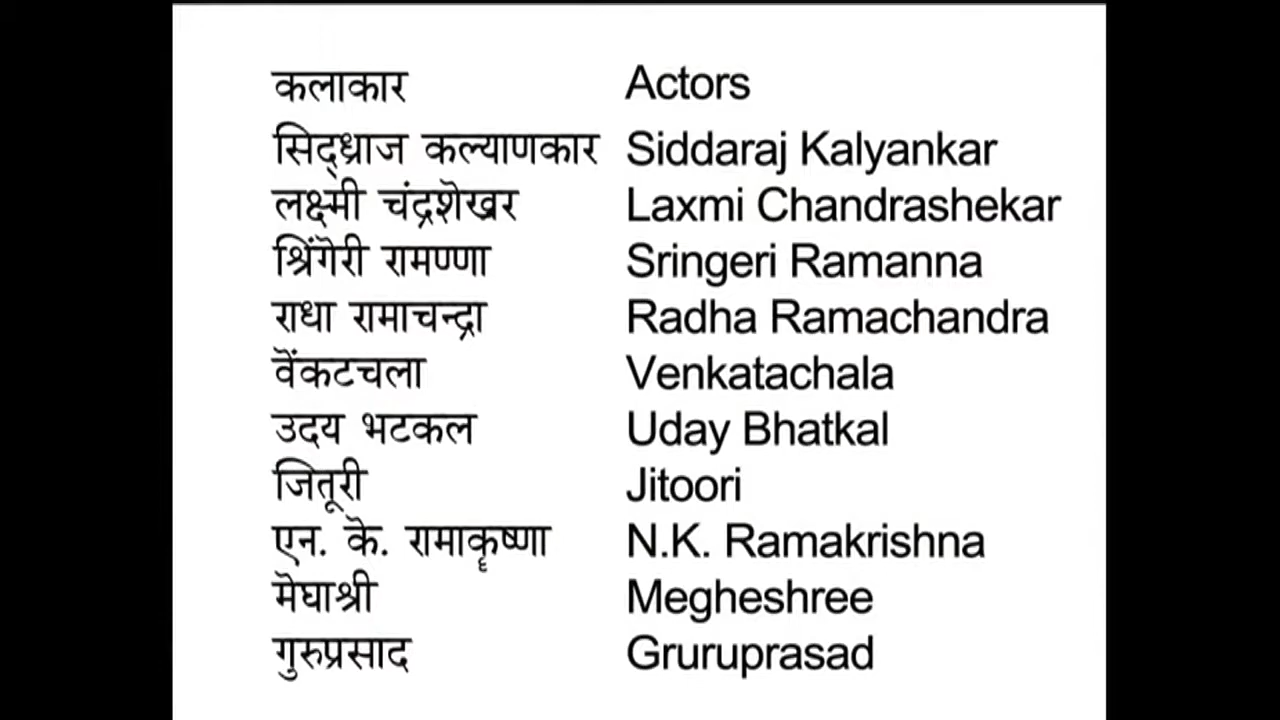 कलाकार Actors
सिद्ध्राज कल्याणकार Siddaraj Kalyankar
लक्ष्मी चंद्रशॆखर Laxmi Chandrashekar
श्रिंगॆरी रामण्णा Sringeri Ramanna
राधा रामाचन्द्रा Radha Ramachandra
वॆंकटचला Venkatachala
उदय भटकल Uday Bhatkal
जितूरी Jitoori
एन. कॆ. रामाकॄष्णा N.K. Ramakrishna
मॆघाश्री Megheshree
गुरुप्रसाद Gruruprasad